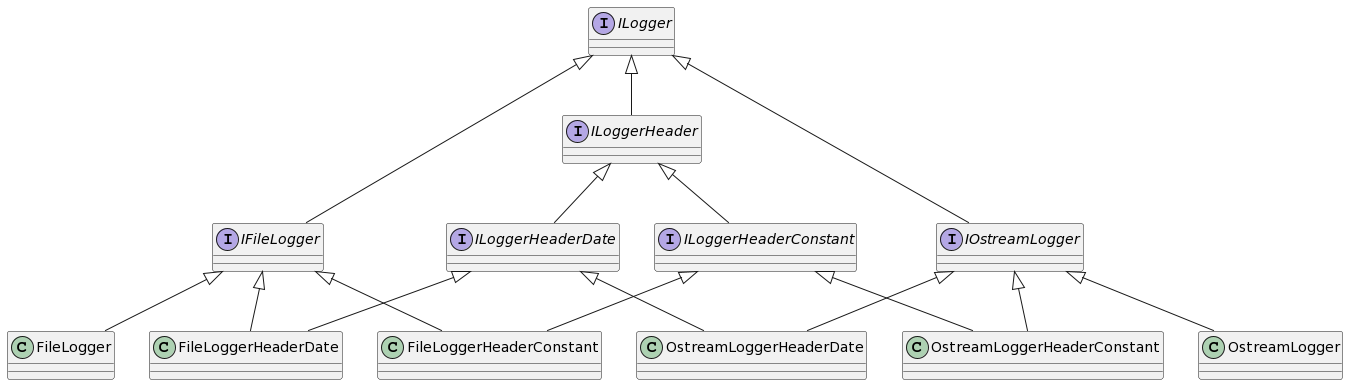 I ILogger
I ILoggerHeader
I IFileLogger
I ILoggerHeaderDate
I ILoggerHeaderConstant
I IOstreamLogger
C FileLogger
C FileLoggerHeaderDate
C FileLoggerHeaderConstant
C OstreamLoggerHeaderDate
C OstreamLoggerHeaderConstant
C OstreamLogger